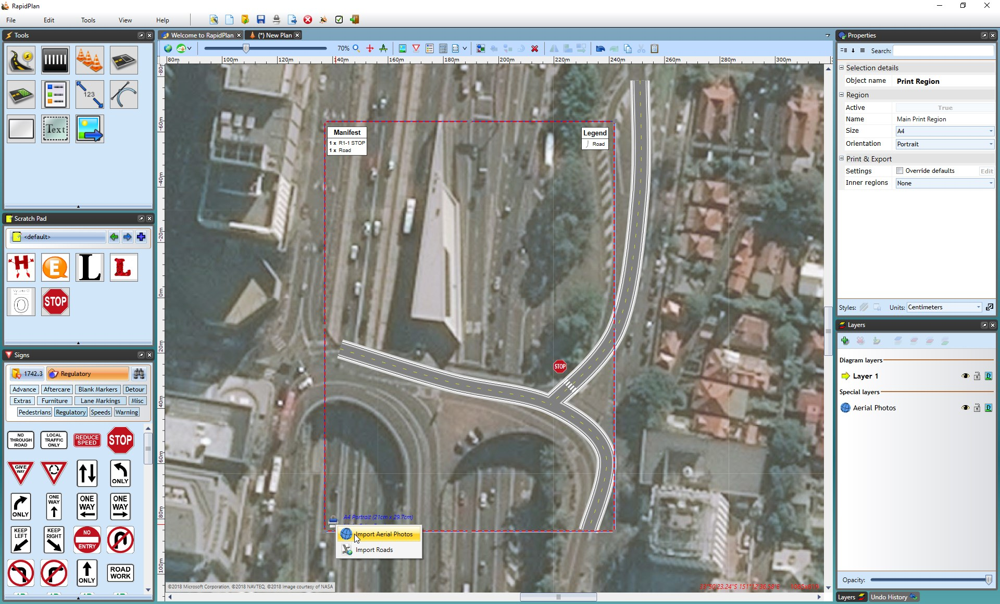 RapidPlan
File Edit Tools View Help
Tools
Text
123
Scratch Pad
<default>
H E L L
O
STOP
Signs
1742.3 Regulatory
Advance Aftercare Blank Markers Detour
Extras Furniture Lane Markings Misc
Pedestrians Regulatory Speeds Warning
NO THROUGH ROAD
LOCAL TRAFFIC ONLY
REDUCE SPEED
STOP
GIVE WAY
ONLY
ONLY
ONE WAY
ONE WAY
ONE WAY
KEEP LEFT
KEEP RIGHT
NO ENTRY
ONLY
ROAD WORK
Welcome to RapidPlan (*) New Plan
70%
80m 100m 120m 140m 160m 180m 200m 220m 240m 260m 280m 300m
-80
-60m
-40m
-20m
0m
20m
40m
60m
80m
100m
Manifest
1 x R1-1 STOP
1 x Road
Legend
Road
STOP
A4 Portrait (21cm x 29.7cm)
Import Aerial Photos
Import Roads
©2018 Microsoft Corporation, ©2018 NAVTEQ, ©2018 Image courtesy of NASA
33°50'23.24"S 151°12'36.58"E 1065x619
Properties
Search:
Selection details
Object name Print Region
Region
Active True
Name Main Print Region
Size A4
Orientation Portrait
Print & Export
Settings Override defaults Edit
Inner regions None
Styles: Units: Centimeters
Layers
Diagram layers
Layer 1
Special layers
Aerial Photos
Opacity:
Layers Undo History